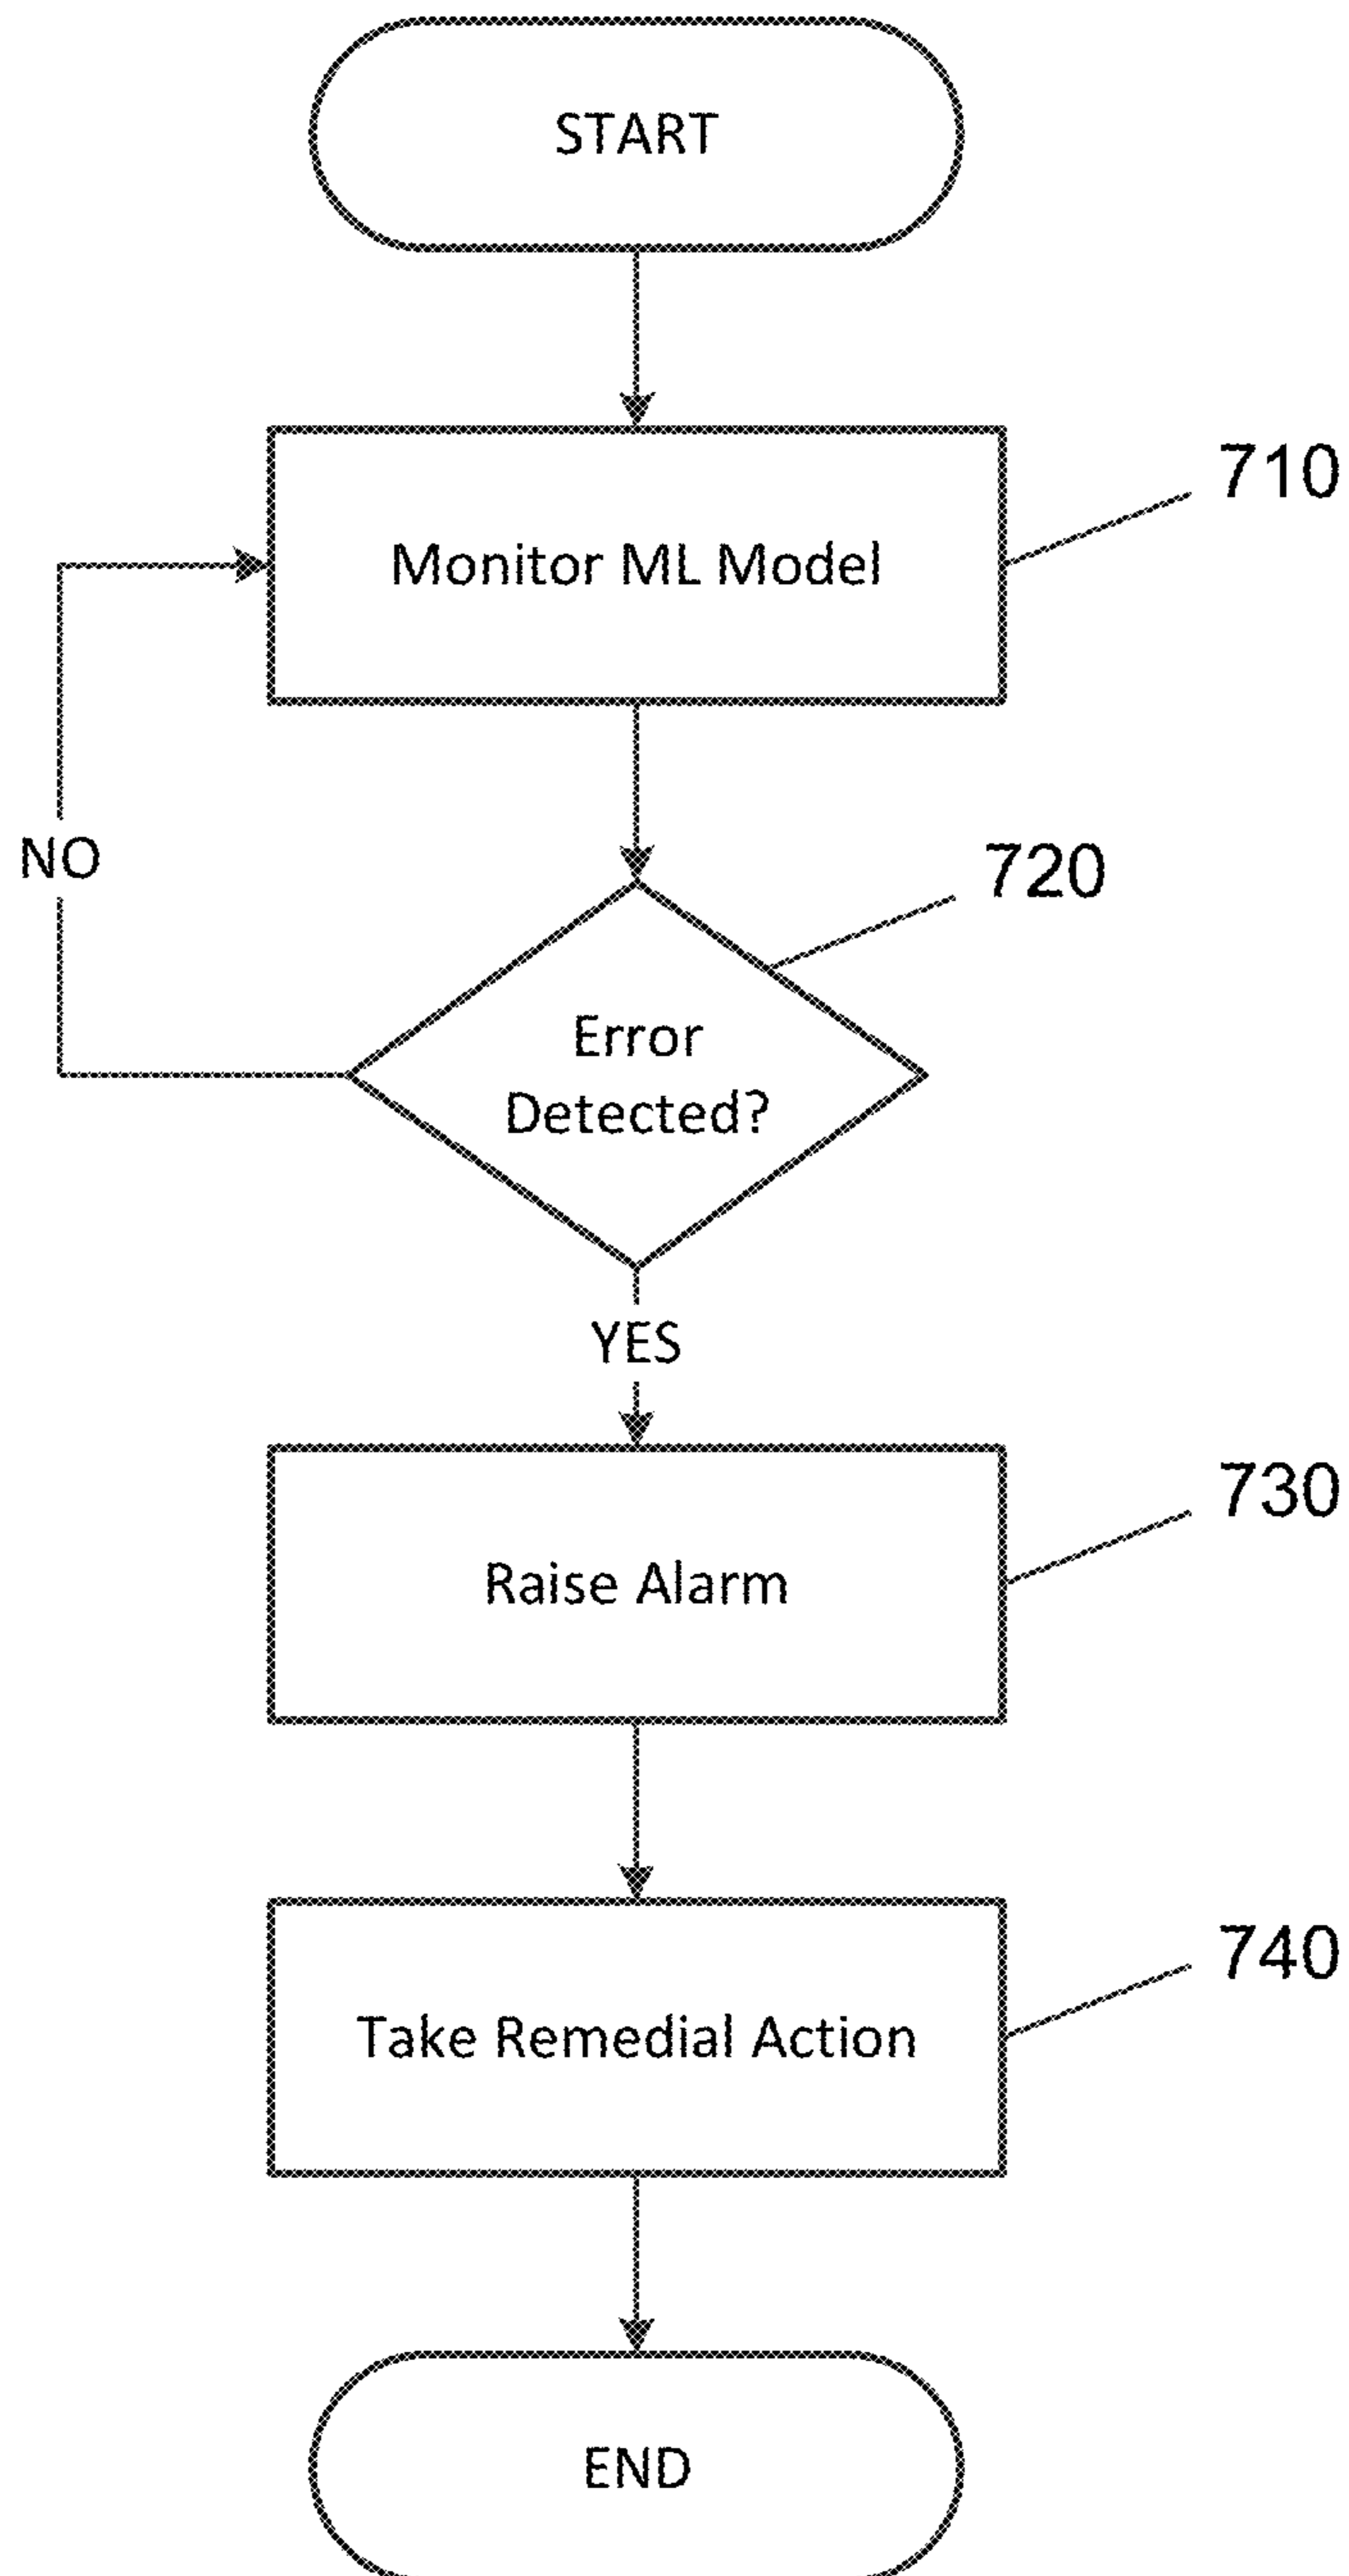 START
710
Monitor ML Model
NO
720
Error
Detected?
YES
730
Raise Alarm
740
Take Remedial Action
END